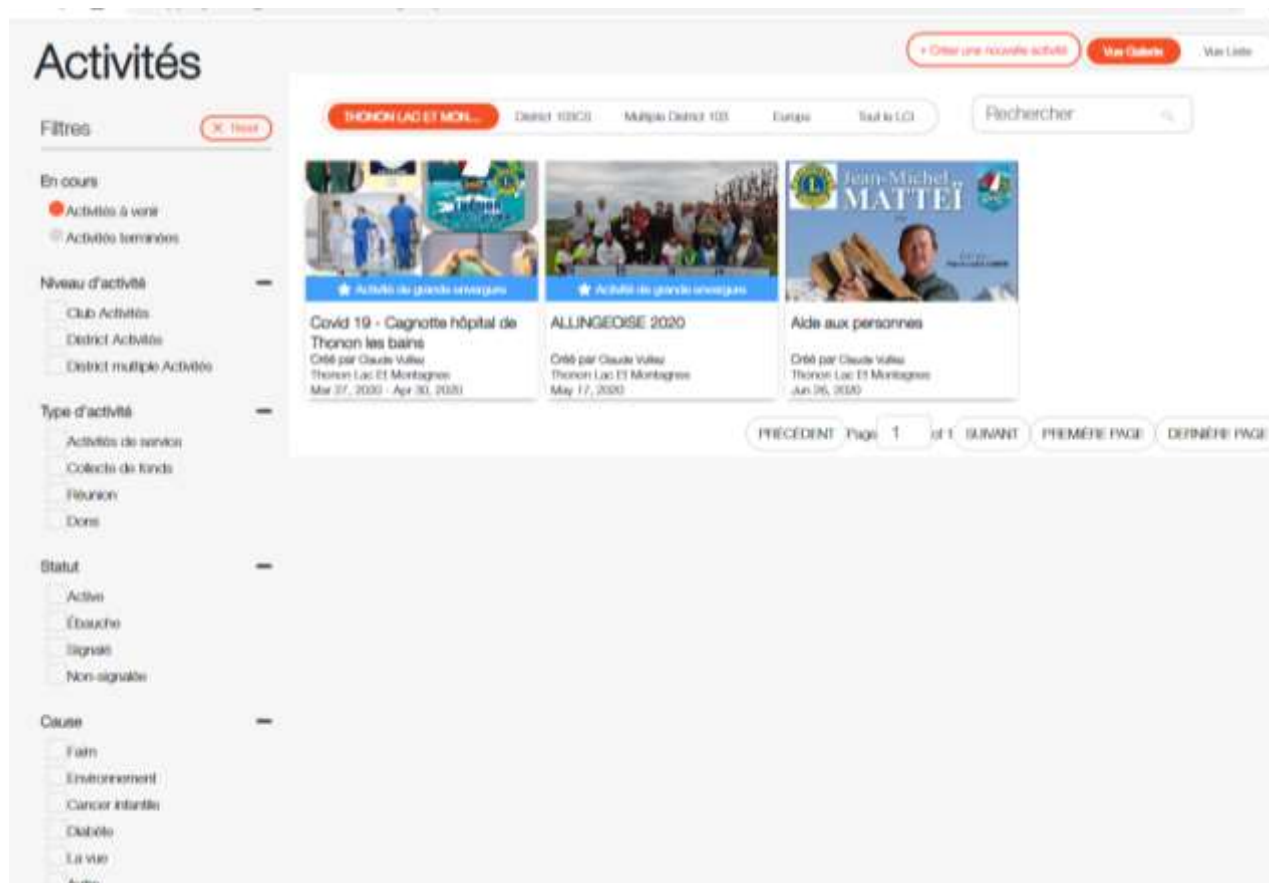 Activités
+ Créer une nouvelle activité
Vue Galerie
Vue Liste
Filtres
× Reset
THONON LAC ET MON...
District 103CS
Multiple District 103
Europe
Tout le LCI
Rechercher
En cours
Activités à venir
Activités terminées
Niveau d'activité
Club Activités
District Activités
District multiple Activités
Type d'activité
Activités de service
Collecte de fonds
Réunion
Dons
Statut
Active
Ébauche
Signalé
Non-signalée
Cause
Faim
Environnement
Cancer infantile
Diabète
La vue
Autre
THONON
Activité de grande envergure
Covid 19 - Cagnotte hôpital de
Thonon les bains
Créé par Claude Vulliez
Thonon Lac Et Montagnes
Mar 27, 2020 - Apr 30, 2020
Activité de grande envergure
ALLINGEOISE 2020
Créé par Claude Vulliez
Thonon Lac Et Montagnes
May 17, 2020
Jean-Michel
MATTEÏ
Aide aux personnes
Créé par Claude Vulliez
Thonon Lac Et Montagnes
Jun 26, 2020
PRÉCÉDENT
Page 1 of 1
SUIVANT
PREMIÈRE PAGE
DERNIÈRE PAGE